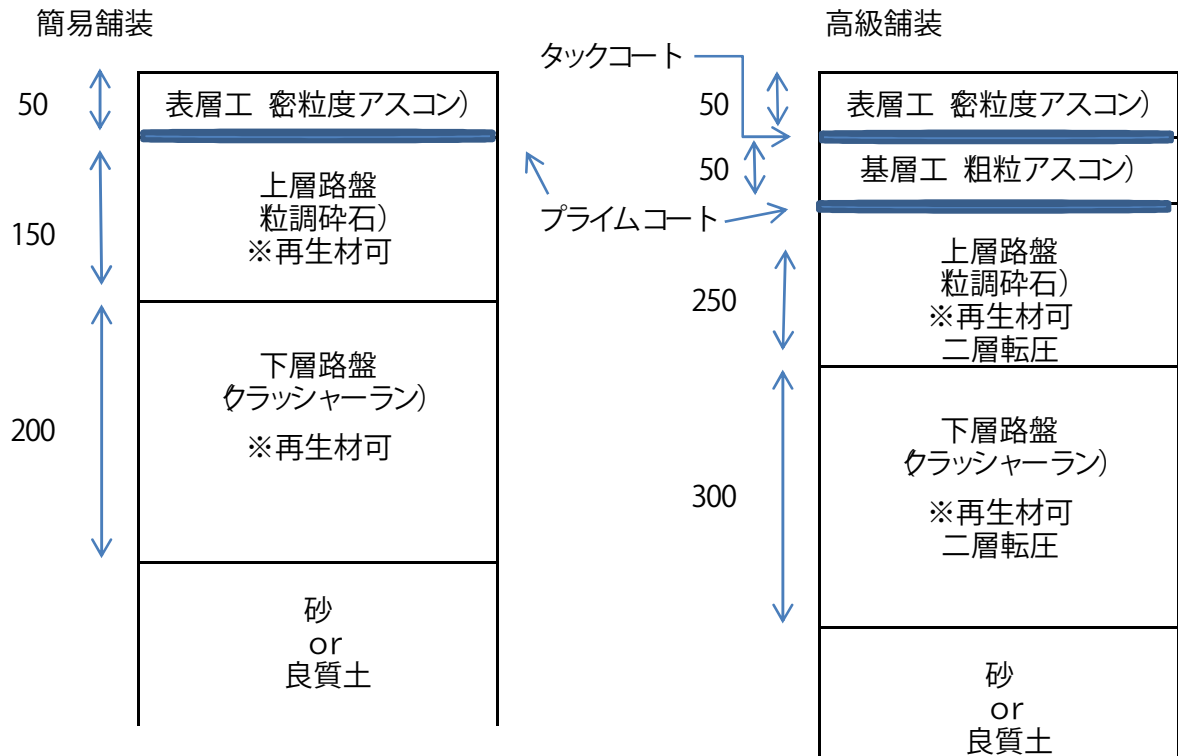 簡易舗装
50
表層工 密粒度アスコン）
150
上層路盤
粒調砕石）
※再生材可
200
下層路盤
（クラッシャーラン）
※再生材可
砂
or
良質土
タックコート
プライムコート
高級舗装
50
表層工 密粒度アスコン）
50
基層工 粗粒アスコン）
250
上層路盤
粒調砕石）
※再生材可
二層転圧
300
下層路盤
（クラッシャーラン）
※再生材可
二層転圧
砂
or
良質土